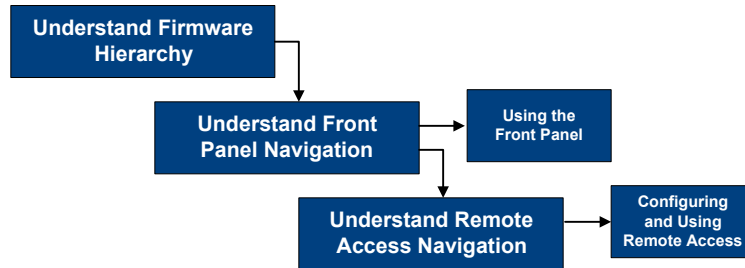 Understand Firmware
Hierarchy
Understand Front
Panel Navigation
Using the
Front Panel
Understand Remote
Access Navigation
Configuring
and Using
Remote Access